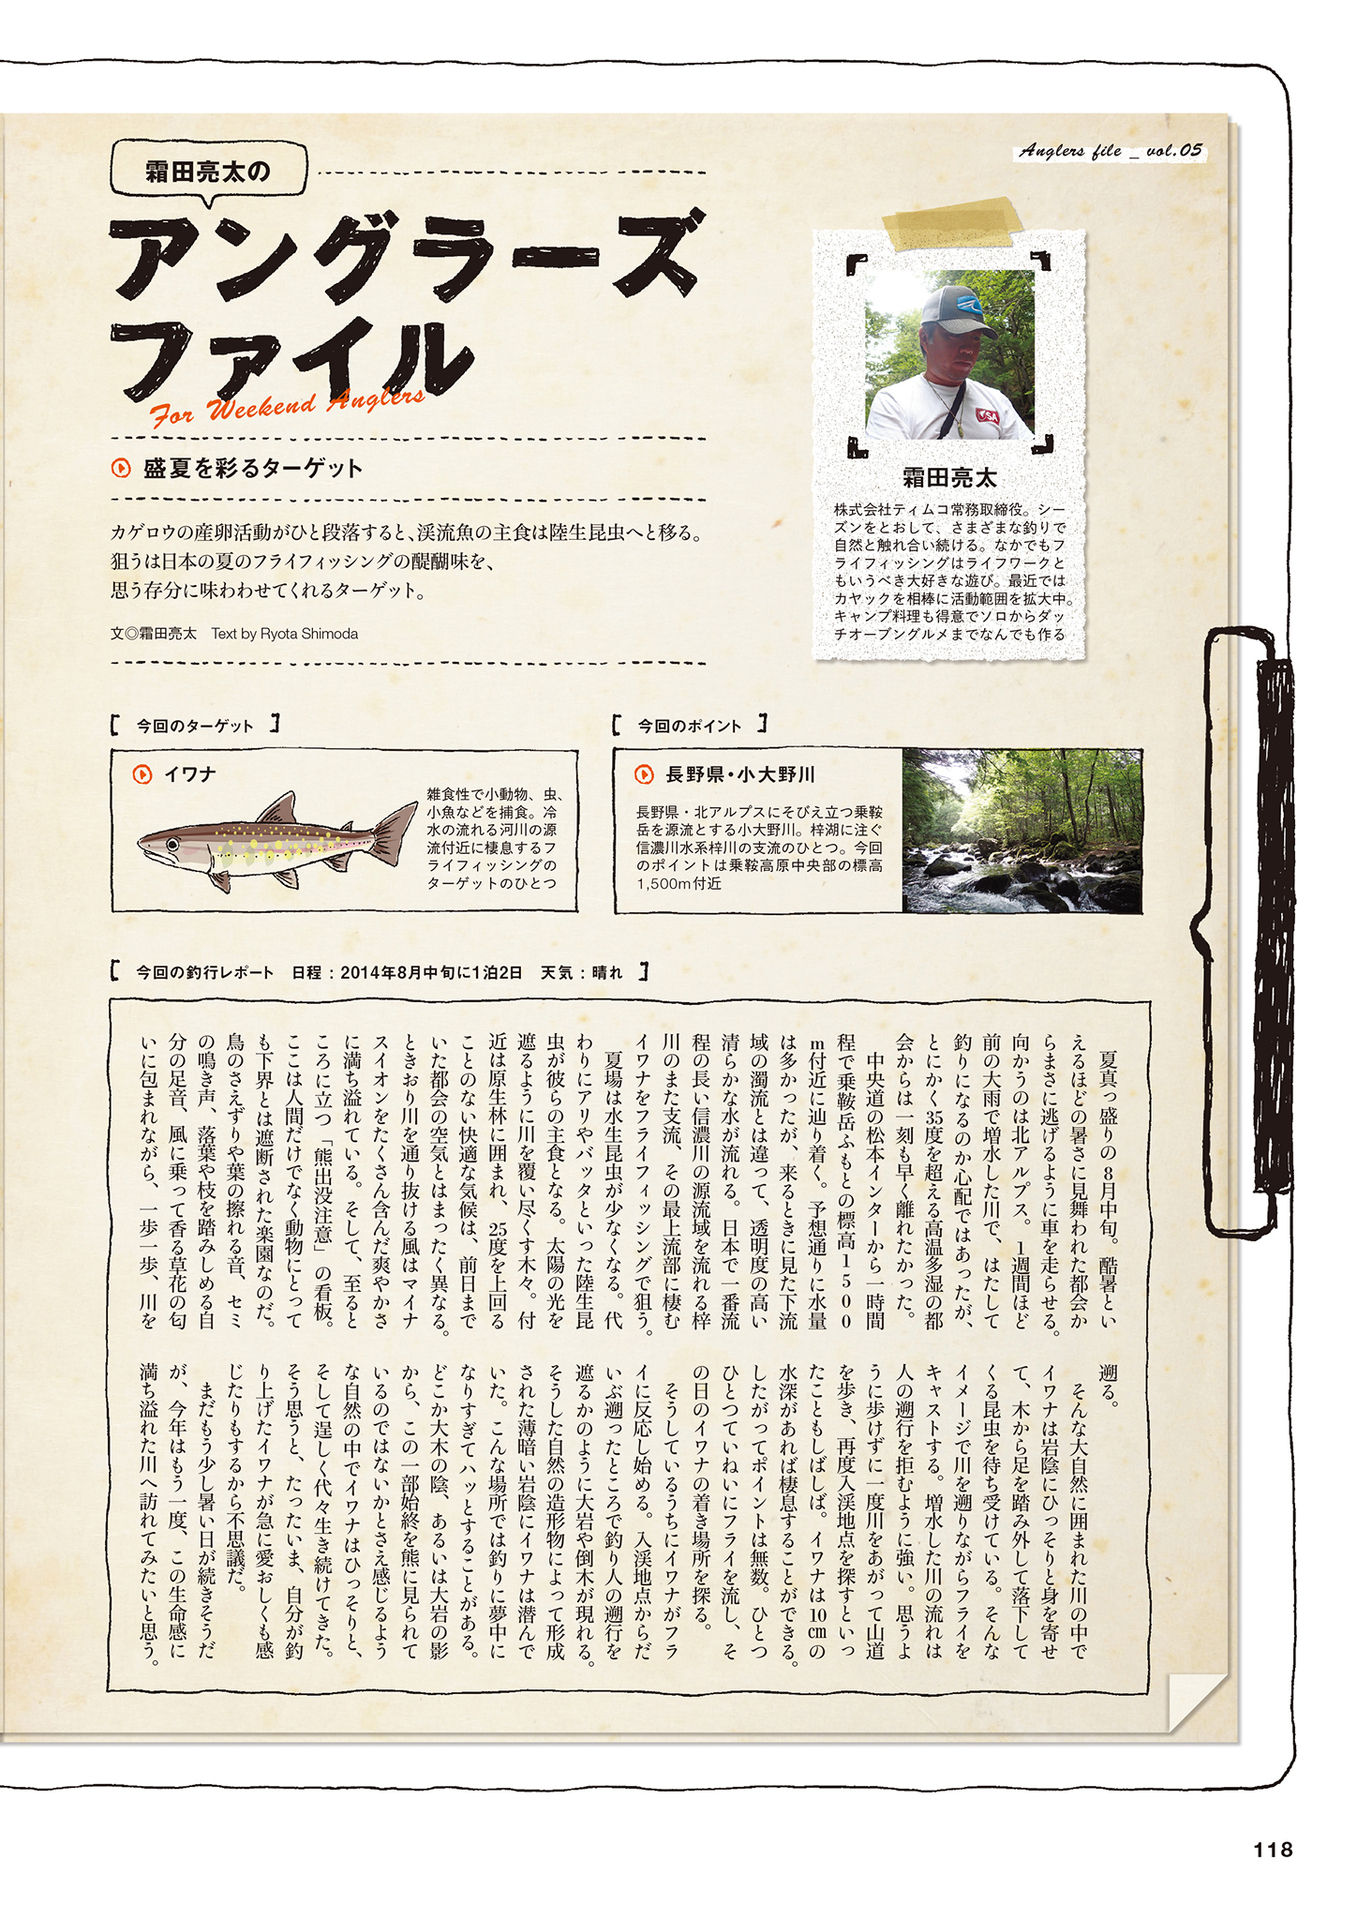 Anglers file _ vol.05
霜田亮太の
アングラーズ
ファイル
For Weekend Anglers
盛夏を彩るターゲット
カゲロウの産卵活動がひと段落すると、渓流魚の主食は陸生昆虫へと移る。
狙うは日本の夏のフライフィッシングの醍醐味を、
思う存分に味わわせてくれるターゲット。
文◎霜田亮太　Text by Ryota Shimoda
霜田亮太
株式会社ティムコ常務取締役。シー
ズンをとおして、さまざまな釣りで
自然と触れ合い続ける。なかでもフ
ライフィッシングはライフワークと
もいうべき大好きな遊び。最近では
カヤックを相棒に活動範囲を拡大中。
キャンプ料理も得意でソロからダッ
チオーブングルメまでなんでも作る
[　今回のターゲット　]
イワナ
雑食性で小動物、虫、
小魚などを捕食。冷
水の流れる河川の源
流付近に棲息するフ
ライフィッシングの
ターゲットのひとつ
[　今回のポイント　]
長野県・小大野川
長野県・北アルプスにそびえ立つ乗鞍
岳を源流とする小大野川。梓湖に注ぐ
信濃川水系梓川の支流のひとつ。今回
のポイントは乗鞍高原中央部の標高
1,500m付近
[　今回の釣行レポート　日程：2014年8月中旬に1泊2日　天気：晴れ　]
夏真っ盛りの8月中旬。酷暑とい
えるほどの暑さに見舞われた都会か
らまさに逃げるように車を走らせる。
向かうのは北アルプス。1週間ほど
前の大雨で増水した川で、はたして
釣りになるのか心配ではあったが、
とにかく35度を超える高温多湿の都
会からは一刻も早く離れたかった。
中央道の松本インターから一時間
程で乗鞍岳ふもとの標高1500
m付近に辿り着く。予想通りに水量
は多かったが、来るときに見た下流
域の濁流とは違って、透明度の高い
清らかな水が流れる。日本で一番流
程の長い信濃川の源流域を流れる梓
川のまた支流、その最上流部に棲む
イワナをフライフィッシングで狙う。
夏場は水生昆虫が少なくなる。代
わりにアリやバッタといった陸生昆
虫が彼らの主食となる。太陽の光を
遮るように川を覆い尽くす木々。付
近は原生林に囲まれ、25度を上回る
ことのない快適な気候は、前日まで
いた都会の空気とはまったく異なる。
ときおり川を通り抜ける風はマイナ
スイオンをたくさん含んだ爽やかさ
に満ち溢れている。そして、至ると
ころに立つ「熊出没注意」の看板。
ここは人間だけでなく動物にとって
も下界とは遮断された楽園なのだ。
鳥のさえずりや葉の擦れる音、セミ
の鳴き声、落葉や枝を踏みしめる自
分の足音、風に乗って香る草花の匂
いに包まれながら、一歩一歩、川を
遡る。
そんな大自然に囲まれた川の中で
イワナは岩陰にひっそりと身を寄せ
て、木から足を踏み外して落下して
くる昆虫を待ち受けている。そんな
イメージで川を遡りながらフライを
キャストする。増水した川の流れは
人の遡行を拒むように強い。思うよ
うに歩けずに一度川をあがって山道
を歩き、再度入渓地点を探すといっ
たこともしばしば。イワナは10cmの
水深があれば棲息することができる。
したがってポイントは無数。ひとつ
ひとつていねいにフライを流し、そ
の日のイワナの着き場所を探る。
そうしているうちにイワナがフラ
イに反応し始める。入渓地点からだ
いぶ遡ったところで釣り人の遡行を
遮るかのように大岩や倒木が現れる。
そうした自然の造形物によって形成
された薄暗い岩陰にイワナは潜んで
いた。こんな場所では釣りに夢中に
なりすぎてハッとすることがある。
どこか大木の陰、あるいは大岩の影
から、この一部始終を熊に見られて
いるのではないかとさえ感じるよう
な自然の中でイワナはひっそりと、
そして逞しく代々生き続けてきた。
そう思うと、たったいま、自分が釣
り上げたイワナが急に愛おしくも感
じたりもするから不思議だ。
まだもう少し暑い日が続きそうだ
が、今年はもう一度、この生命感に
満ち溢れた川へ訪れてみたいと思う。
118